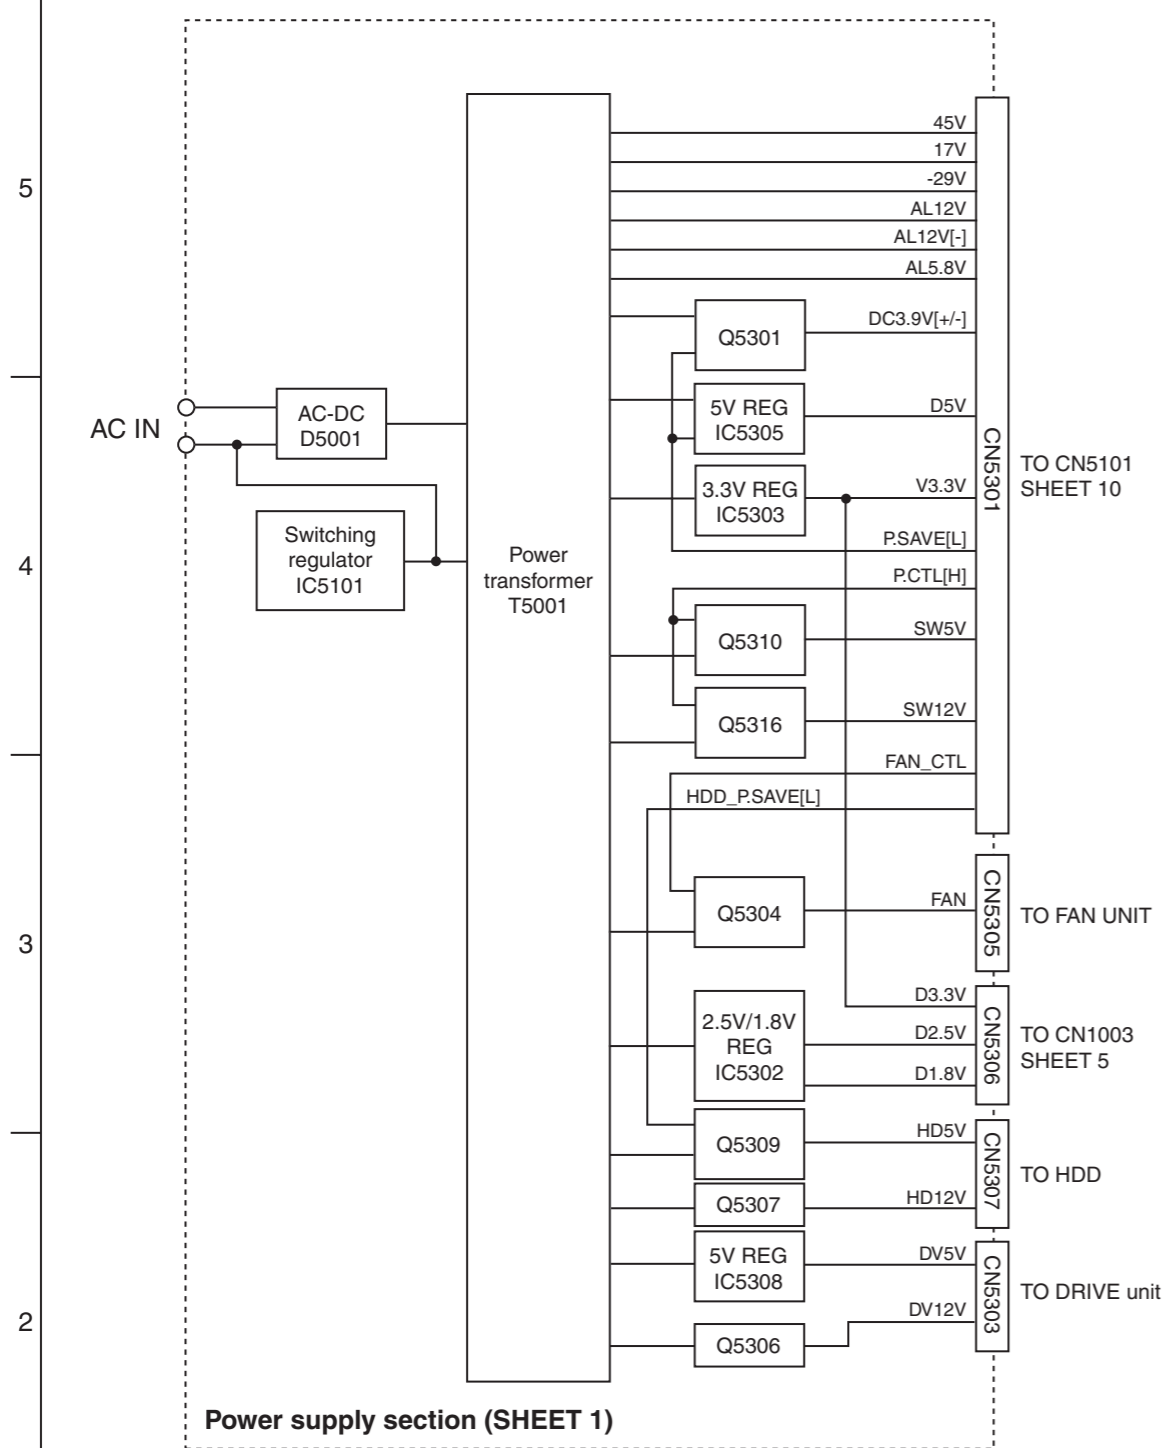 5
4
3
2
AC IN
AC-DC
D5001
Switching
regulator
IC5101
Power
transformer
T5001
45V
17V
-29V
AL12V
AL12V[-]
AL5.8V
Q5301
DC3.9V[+/-]
5V REG
IC5305
D5V
3.3V REG
IC5303
V3.3V
P.SAVE[L]
P.CTL[H]
Q5310
SW5V
Q5316
SW12V
FAN_CTL
HDD_P.SAVE[L]
CN5301
TO CN5101
SHEET 10
Q5304
FAN
CN5305
TO FAN UNIT
2.5V/1.8V
REG
IC5302
D3.3V
D2.5V
D1.8V
CN5306
TO CN1003
SHEET 5
Q5309
HD5V
Q5307
HD12V
CN5307
TO HDD
5V REG
IC5308
DV5V
Q5306
DV12V
CN5303
TO DRIVE unit
Power supply section (SHEET 1)